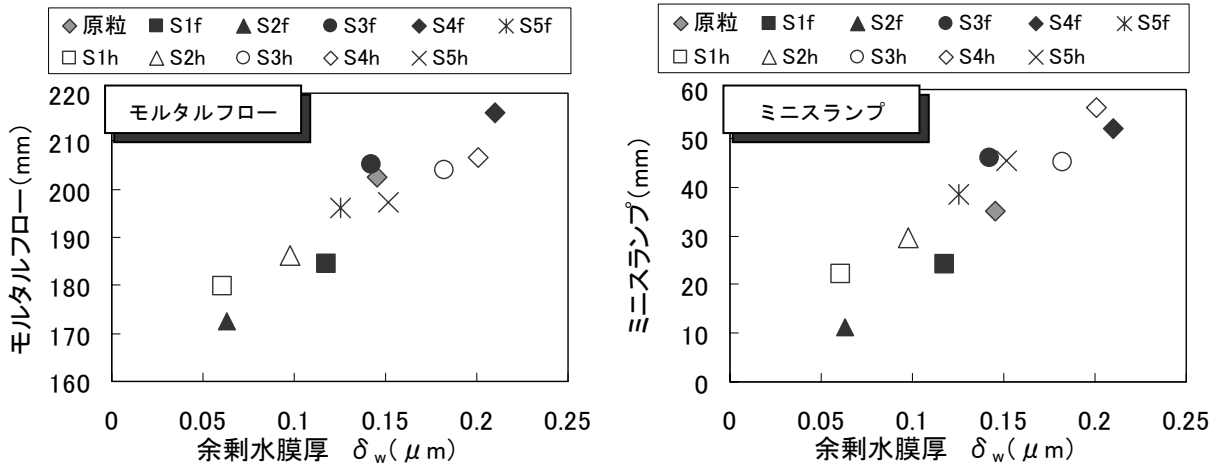 原粒 S1f S2f S3f S4f S5f
S1h S2h S3h S4h S5h
モルタルフロー
モルタルフロー(mm)
220
210
200
190
180
170
160
0 0.05 0.1 0.15 0.2 0.25
余剰水膜厚 δw(μm)
原粒 S1f S2f S3f S4f S5f
S1h S2h S3h S4h S5h
ミニスランプ
ミニスランプ(mm)
60
50
40
30
20
10
0
0 0.05 0.1 0.15 0.2 0.25
余剰水膜厚 δw(μm)